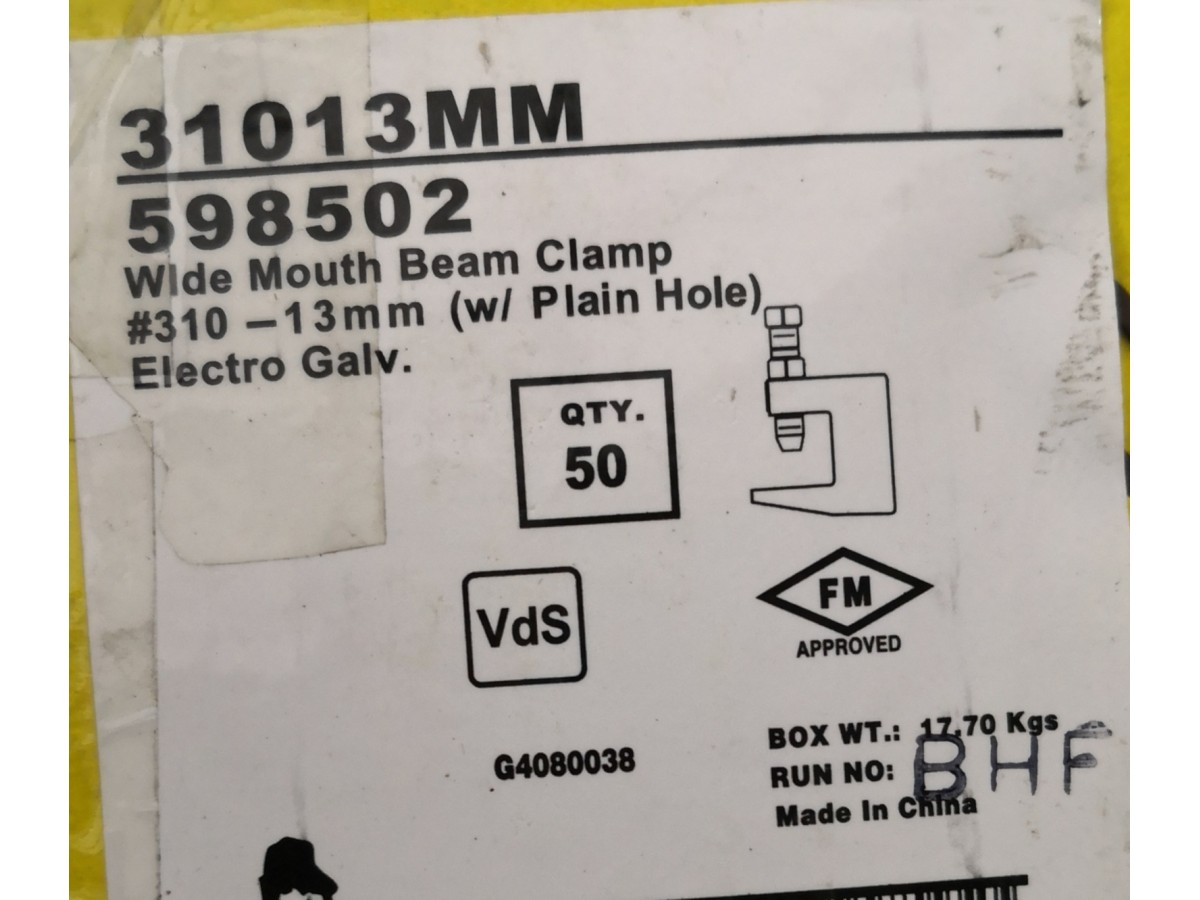 31013MM
598502
Wide Mouth Beam Clamp
#310 –13mm (w/ Plain Hole)
Electro Galv.
QTY.
50
VdS
FM
APPROVED
G4080038
BOX WT.: 17.70 Kgs
RUN NO: BHF
Made In China